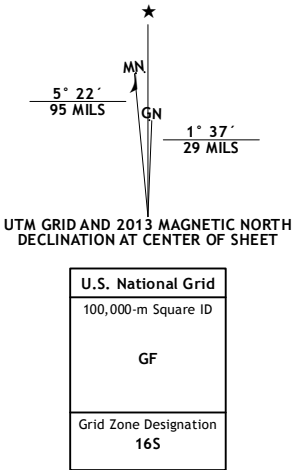 ★
MN
5° 22´
95 MILS
GN
1° 37´
29 MILS
UTM GRID AND 2013 MAGNETIC NORTH
DECLINATION AT CENTER OF SHEET
U.S. National Grid
100,000-m Square ID
GF
Grid Zone Designation
16S